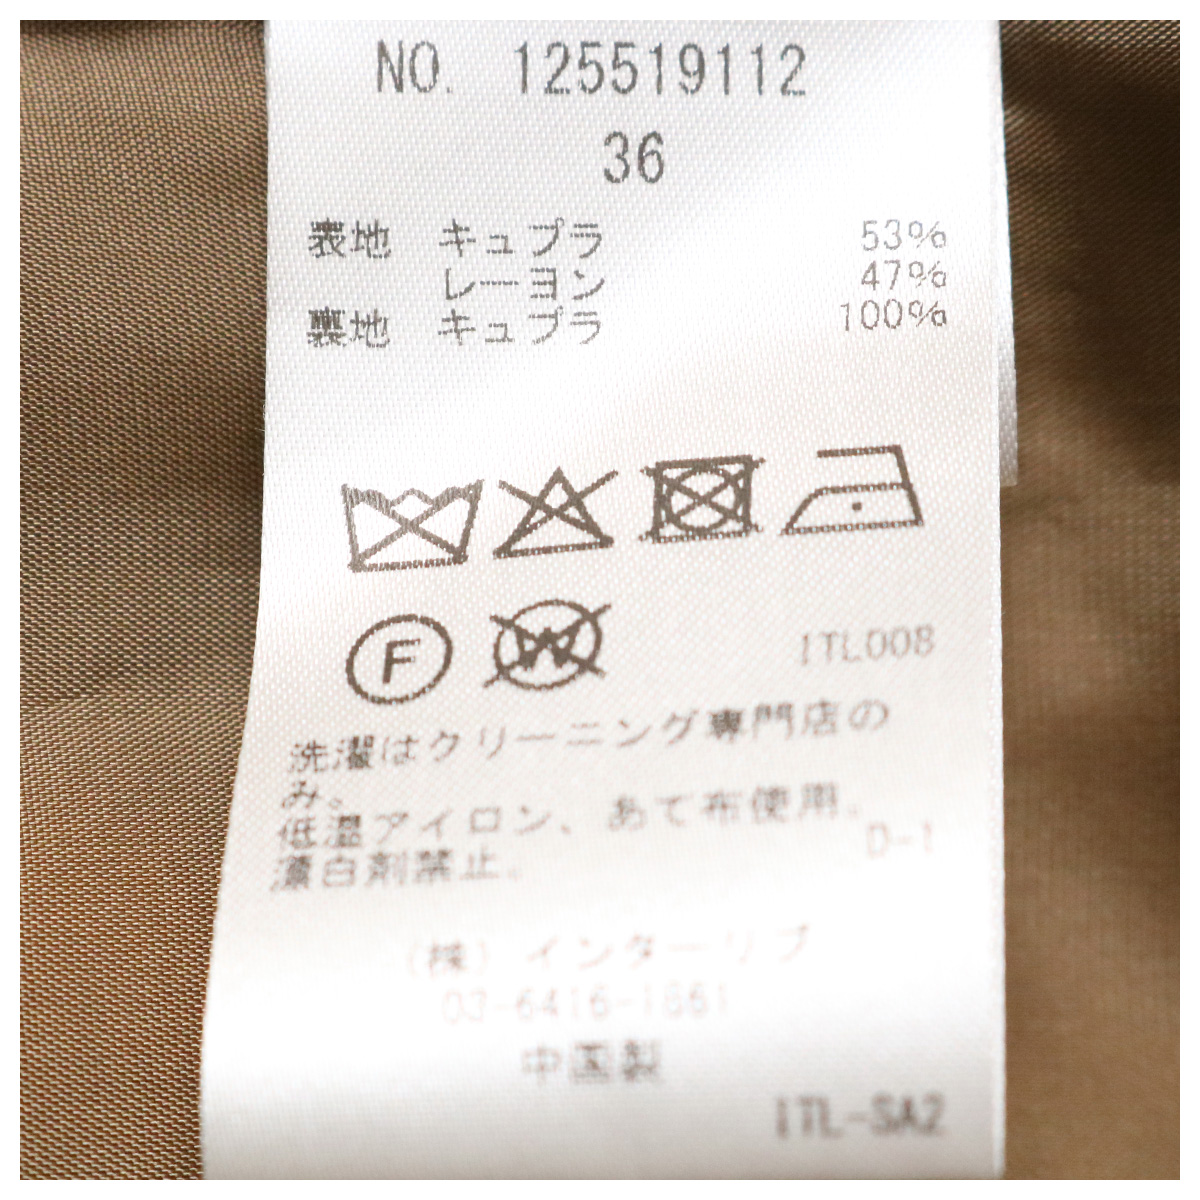 NO. 125519112
36
表地 キュプラ 53%
レーヨン 47%
裏地 キュプラ 100%
F
W
ITL008
洗濯はクリーニング専門店の
み。
低温アイロン、あて布使用。
漂白剤禁止。
D-1
(株)インターリブ
03-6416-1861
中国製
ITL-SA2